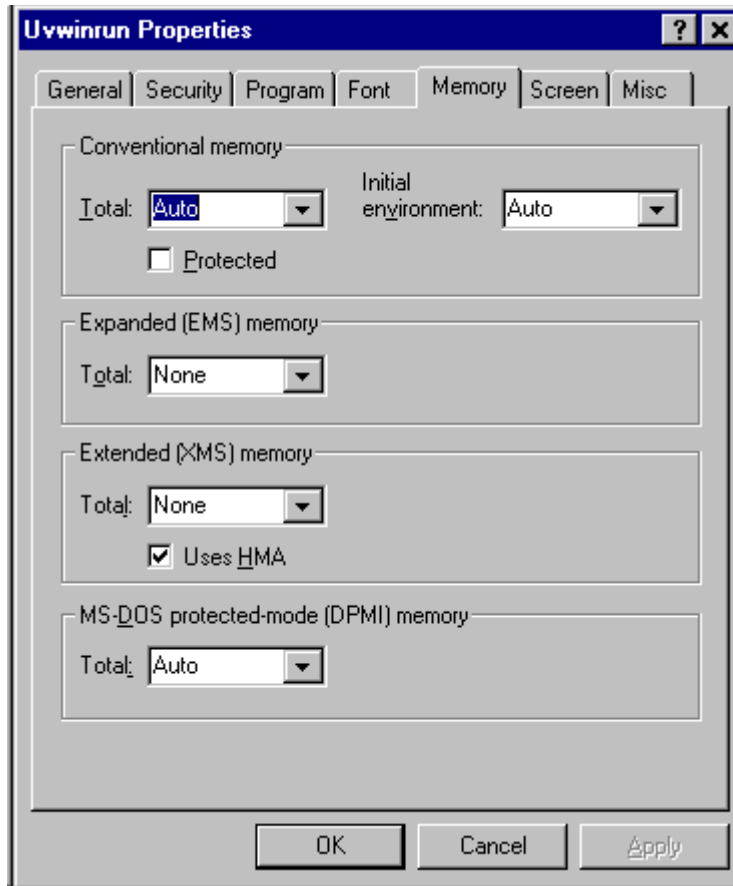 Uvwinrun Properties
General Security Program Font Memory Screen Misc
Conventional memory
Total: Auto
Initial
environment: Auto
Protected
Expanded (EMS) memory
Total: None
Extended (XMS) memory
Total: None
Uses HMA
MS-DOS protected-mode (DPMI) memory
Total: Auto
OK Cancel Apply